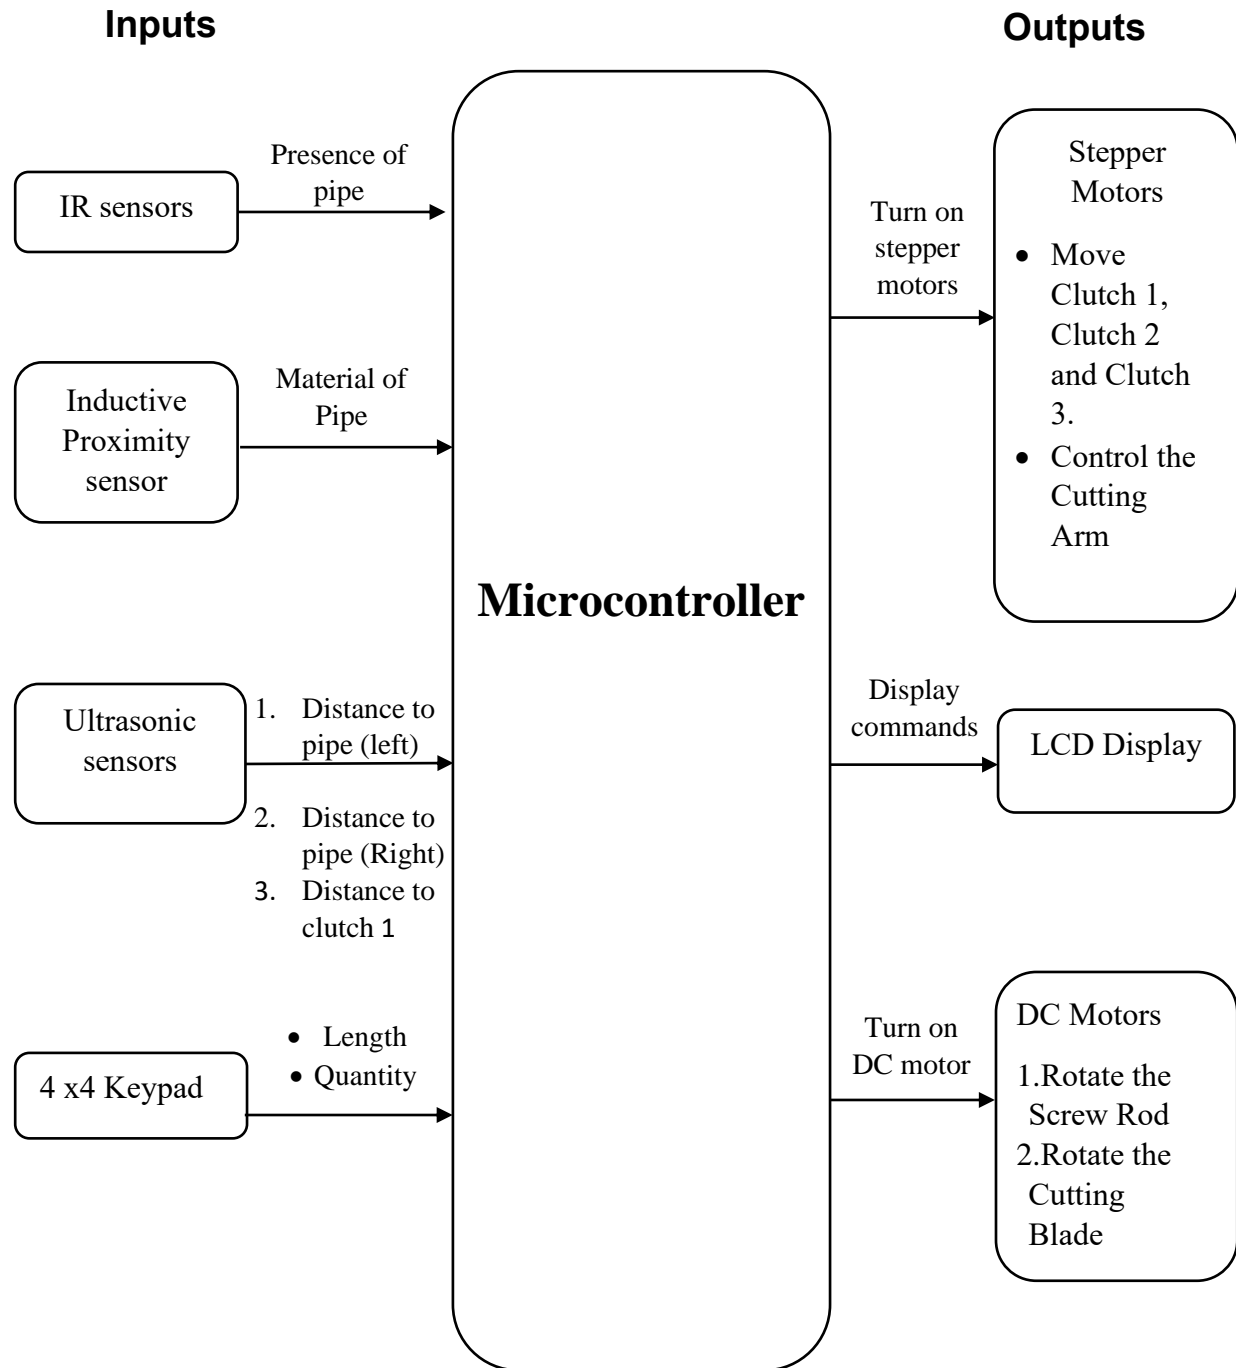 Inputs
Outputs
IR sensors
Presence of
pipe
Inductive
Proximity
sensor
Material of
Pipe
Ultrasonic
sensors
1. Distance to
pipe (left)
2. Distance to
pipe (Right)
3. Distance to
clutch 1
4 x4 Keypad
• Length
• Quantity
Microcontroller
Turn on
stepper
motors
Stepper
Motors
• Move
Clutch 1,
Clutch 2
and Clutch
3.
• Control the
Cutting
Arm
Display
commands
LCD Display
Turn on
DC motor
DC Motors
1.Rotate the
Screw Rod
2.Rotate the
Cutting
Blade